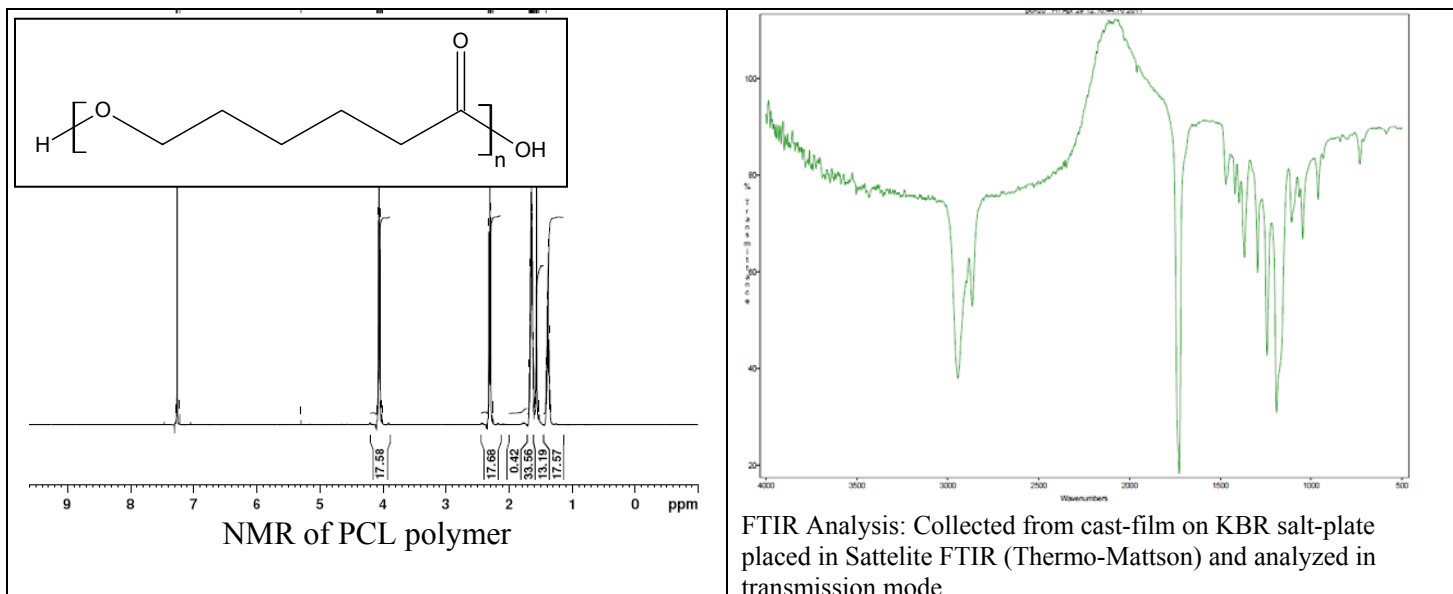 O
O
H
n
OH
17.58
17.68
0.42
33.56
13.19
17.57
9 8 7 6 5 4 3 2 1 0 ppm
NMR of PCL polymer
100
80
60
40
20
% Transmittance
4000 3500 3000 2500 2000 1500 1000 500
Wavenumbers
FTIR Analysis: Collected from cast-film on KBR salt-plate
placed in Sattelite FTIR (Thermo-Mattson) and analyzed in
transmission mode